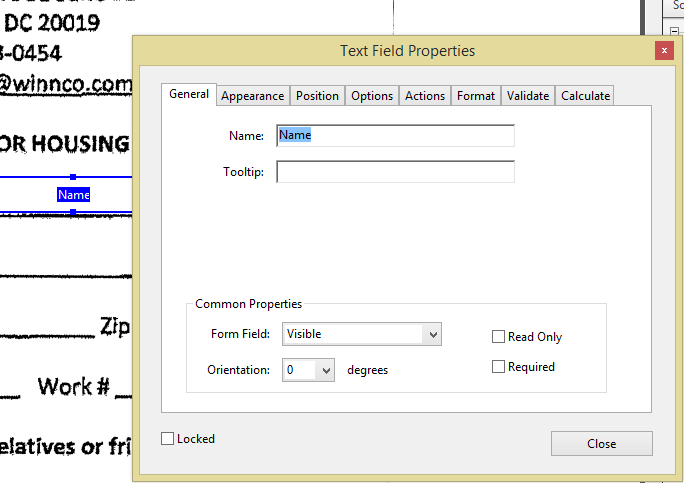 DC 20019
-0454
@winnco.com
OR HOUSING
Name
Zip
Work #
elatives or fri
Text Field Properties
x
General Appearance Position Options Actions Format Validate Calculate
Name: Name
Tooltip:
Common Properties
Form Field: Visible
Read Only
Orientation: 0 degrees
Required
Locked
Close
So